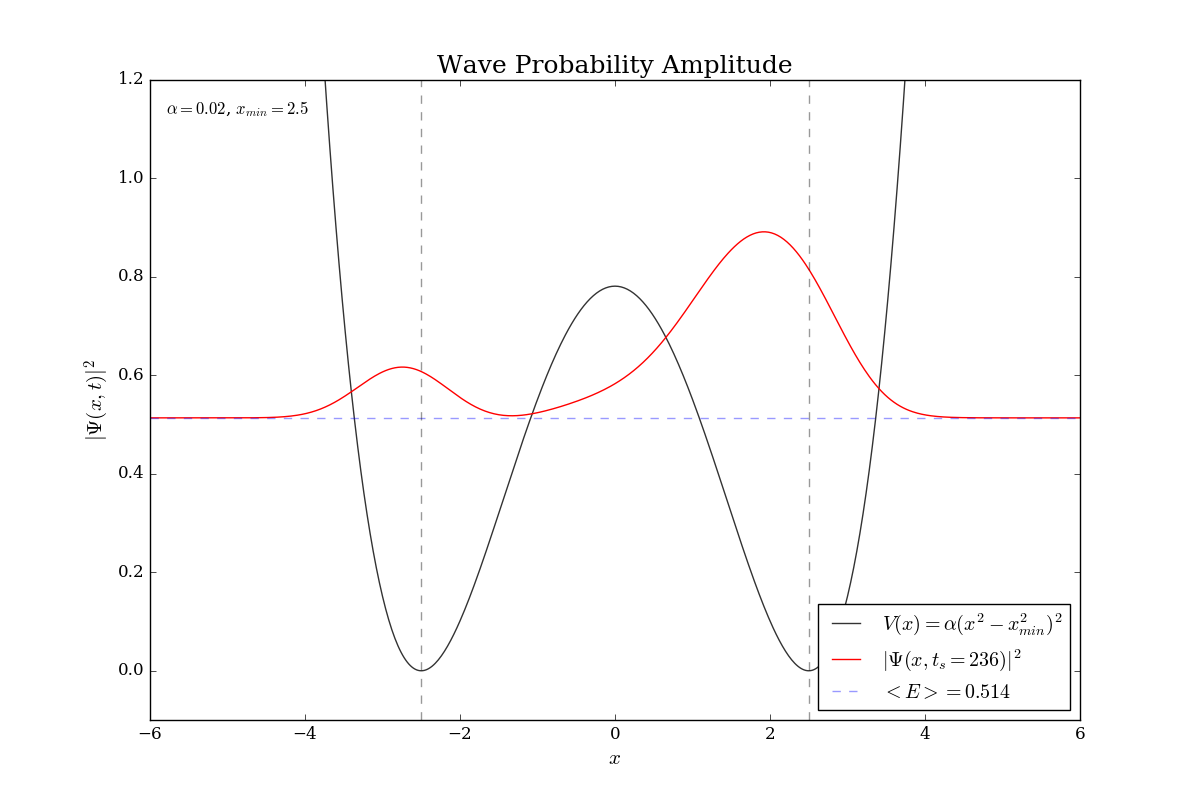 Wave Probability Amplitude
α = 0.02, x_min = 2.5
1.2
1.0
0.8
0.6
0.4
0.2
0.0
|Ψ(x, t)|²
−6
−4
−2
0
2
4
6
x
V(x) = α(x² − x²_min)²
|Ψ(x, t_s = 236)|²
< E > = 0.514